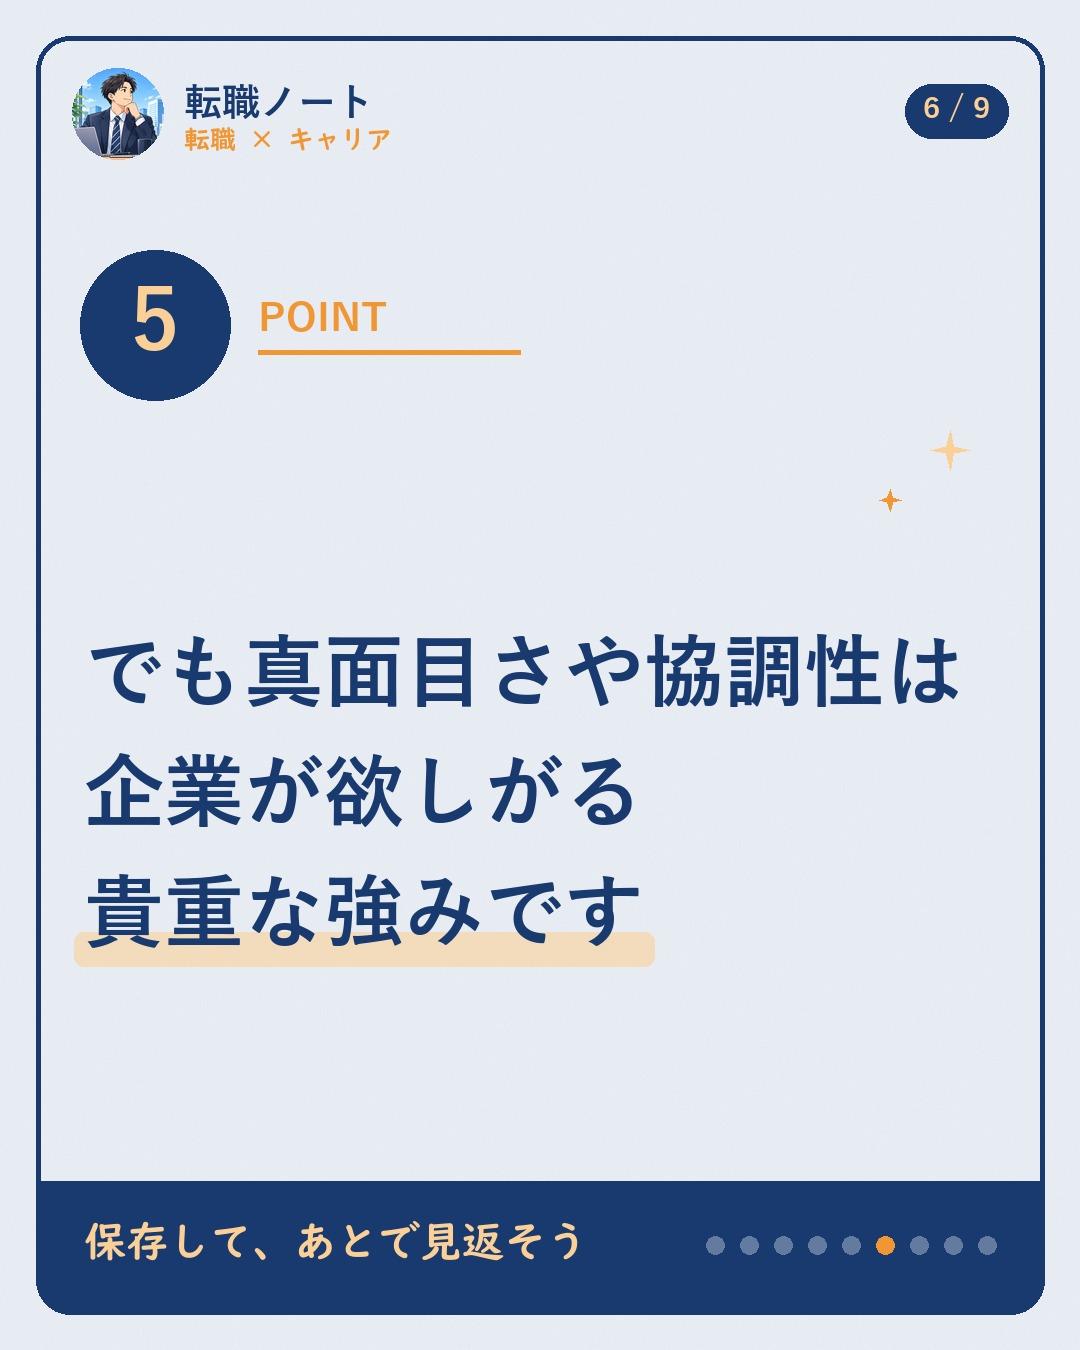 転職ノート
転職 × キャリア
6 / 9
5
POINT
でも真面目さや協調性は
企業が欲しがる
貴重な強みです
保存して、あとで見返そう